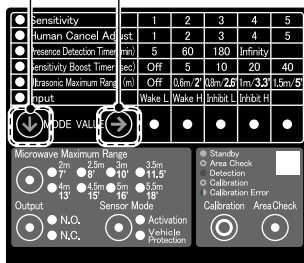 Sensitivity 1 2 3 4 5
Human Cancel Adjust 1 2 3 4 5
Presence Detection Timer (min) 5 60 180 Infinity
Sensitivity Boost Timer (sec) Off 5 10 20 40
Ultrasonic Maximum Range (m) Off 0.6m/2' 0.8m/2.6' 1m/3.3' 1.5m/5'
Input Wake L Wake H Inhibit L Inhibit H
MODE VALUE
Microwave Maximum Range
2m 7' 2.5m 8' 3m 10' 3.5m 11.5'
4m 13' 4.5m 15' 5m 16.5' 5.5m 18'
Output Sensor Mode
N.O. Activation
N.C. Vehicle Protection
Standby
Area Check
Detection
Calibration
Calibration Error
Calibration Area Check